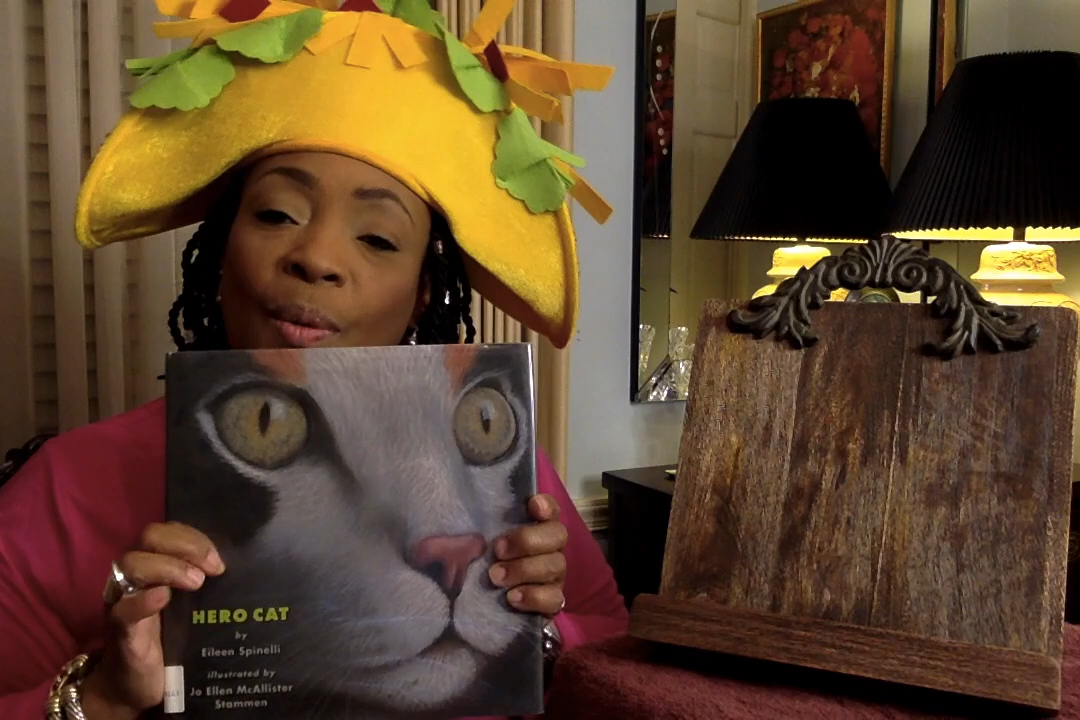 HERO CAT
by
Eileen Spinelli
illustrated by
Jo Ellen McAllister
Stammen